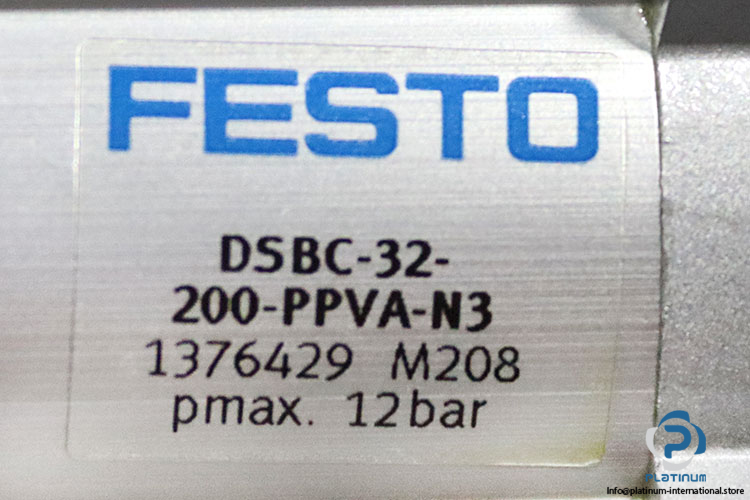 FESTO
DSBC-32-
200-PPVA-N3
1376429 M208
pmax. 12bar
PLATINUM
Info@platinum-international.store